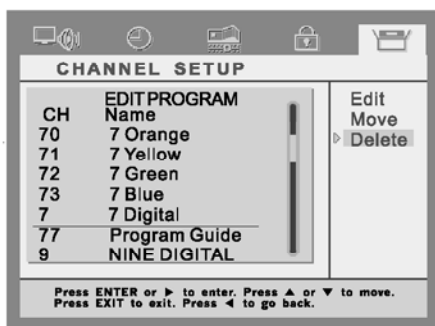 CHANNEL SETUP
EDIT PROGRAM
CH Name
70 7 Orange
71 7 Yellow
72 7 Green
73 7 Blue
7 7 Digital
77 Program Guide
9 NINE DIGITAL
Edit
Move
Delete
Press ENTER or ▶ to enter. Press ▲ or ▼ to move.
Press EXIT to exit. Press ◀ to go back.